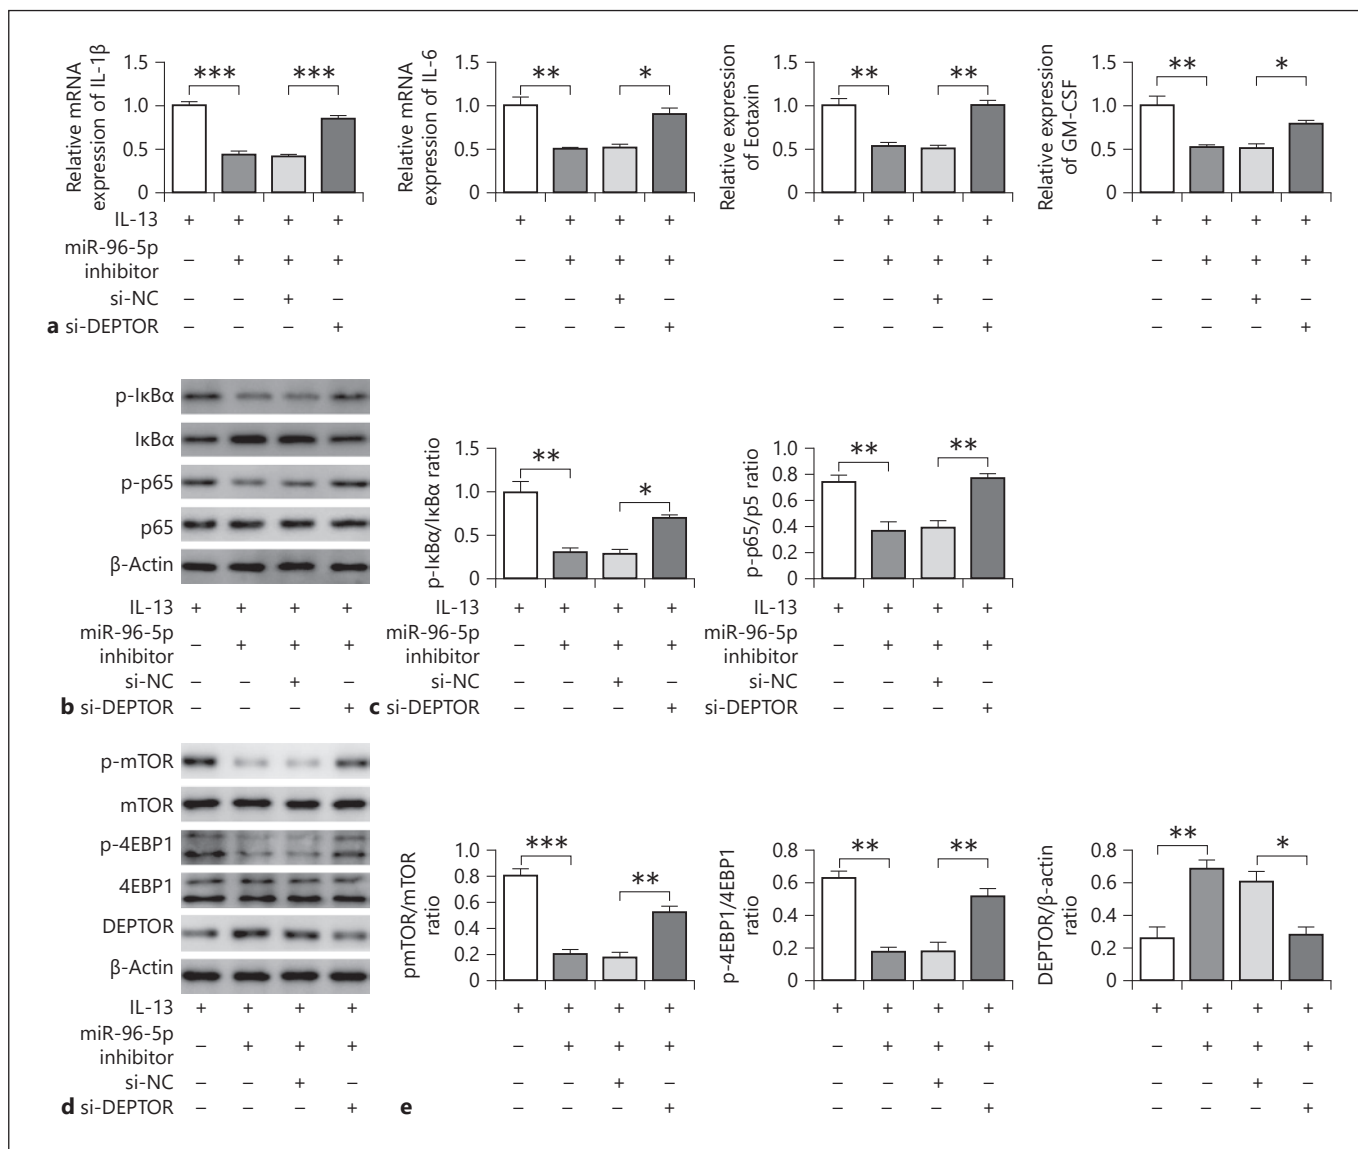 Relative mRNA
expression of IL-1β
1.5
1.0
0.5
0
***
***
Relative mRNA
expression of IL-6
1.5
1.0
0.5
0
**
*
Relative expression
of Eotaxin
1.5
1.0
0.5
0
**
**
Relative expression
of GM-CSF
1.5
1.0
0.5
0
**
*
IL-13 + + + + + + + + + + + + + + + +
miR-96-5p
inhibitor – + + + – + + + – + + + – + + +
si-NC – – + – – – + – – – + – – – + –
a si-DEPTOR – – – + – – – + – – – + – – – +
p-IκBα
IκBα
p-p65
p65
β-Actin
IL-13 + + + +
miR-96-5p
inhibitor – + + +
si-NC – – + –
b si-DEPTOR – – – +
p-IκBα/IκBα ratio
1.5
1.0
0.5
0
**
*
IL-13 + + + +
miR-96-5p
inhibitor – + + +
si-NC – – + –
c si-DEPTOR – – – +
p-p65/p5 ratio
1.0
0.8
0.6
0.4
0.2
0
**
**
IL-13 + + + +
miR-96-5p
inhibitor – + + +
si-NC – – + –
si-DEPTOR – – – +
p-mTOR
mTOR
p-4EBP1
4EBP1
DEPTOR
β-Actin
IL-13 + + + +
miR-96-5p
inhibitor – + + +
si-NC – – + –
d si-DEPTOR – – – +
pmTOR/mTOR
ratio
1.0
0.8
0.6
0.4
0.2
0
***
**
p-4EBP1/4EBP1
ratio
0.8
0.6
0.4
0.2
0
**
**
DEPTOR/β-actin
ratio
0.8
0.6
0.4
0.2
0
**
*
+ + + + + + + + + + + +
– + + + – + + + – + + +
– – + – – – + – – – + –
e – – – + – – – + – – – +